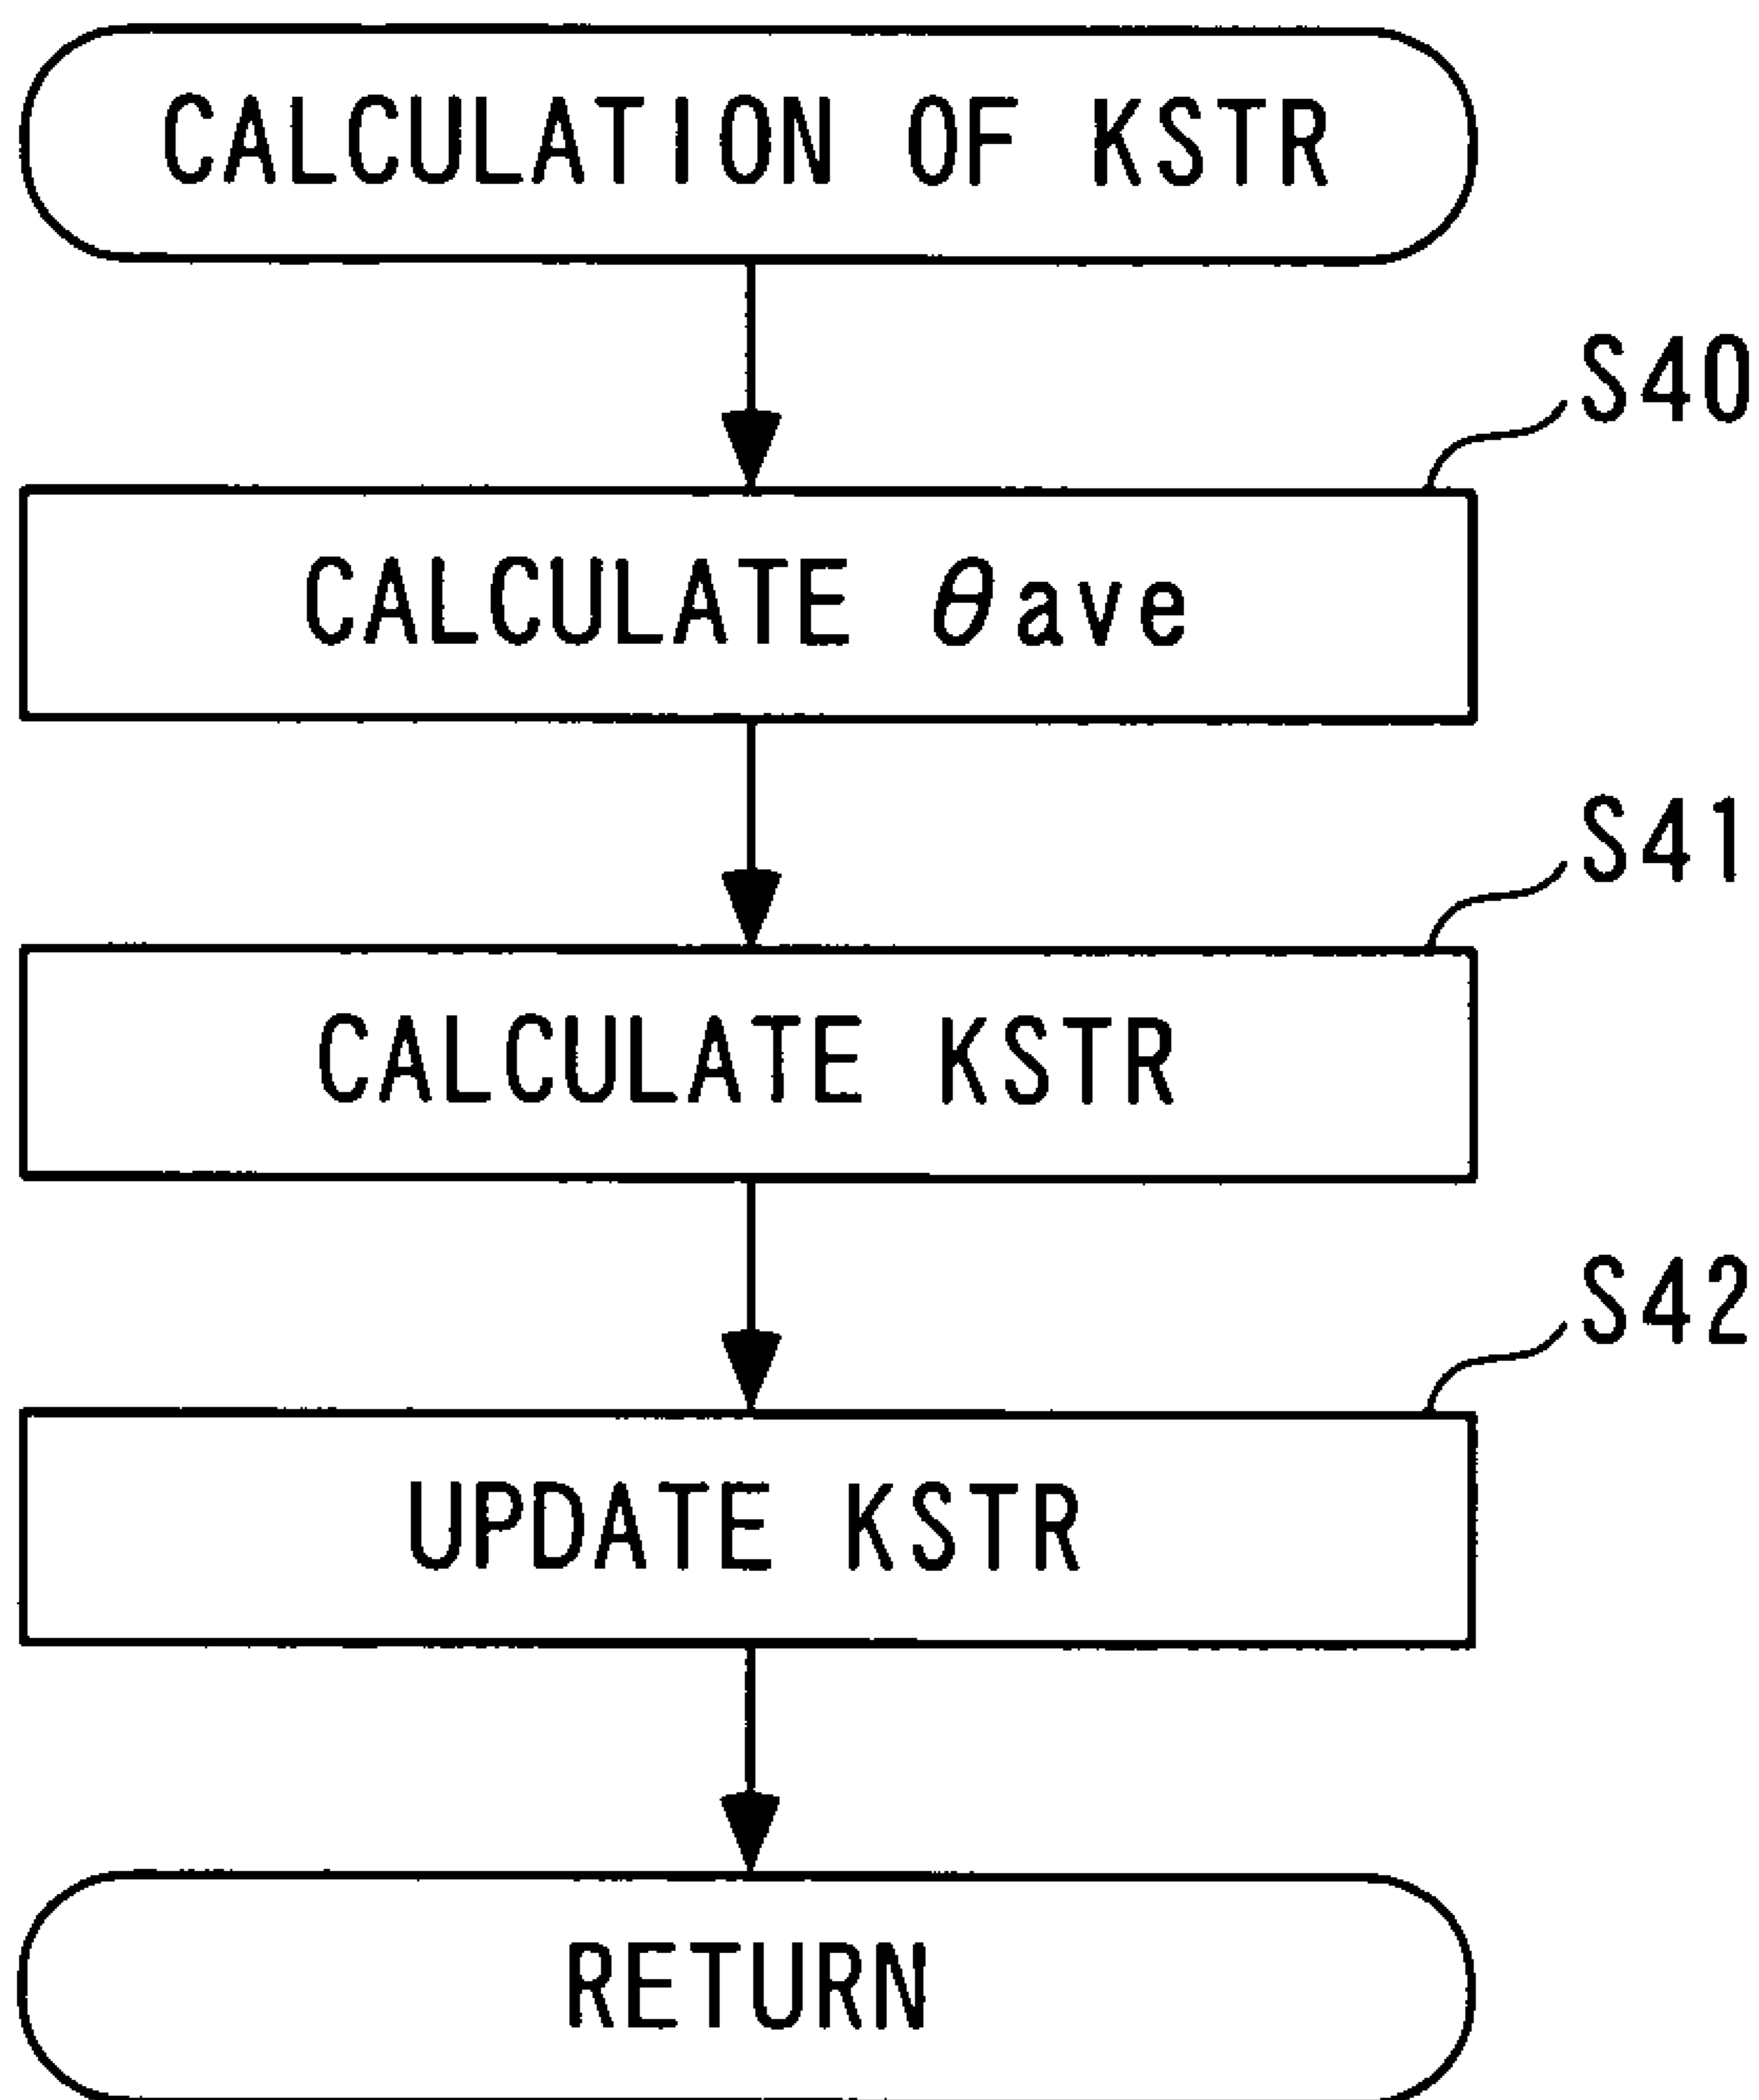 CALCULATION OF KSTR
S40
CALCULATE θave
S41
CALCULATE KSTR
S42
UPDATE KSTR
RETURN